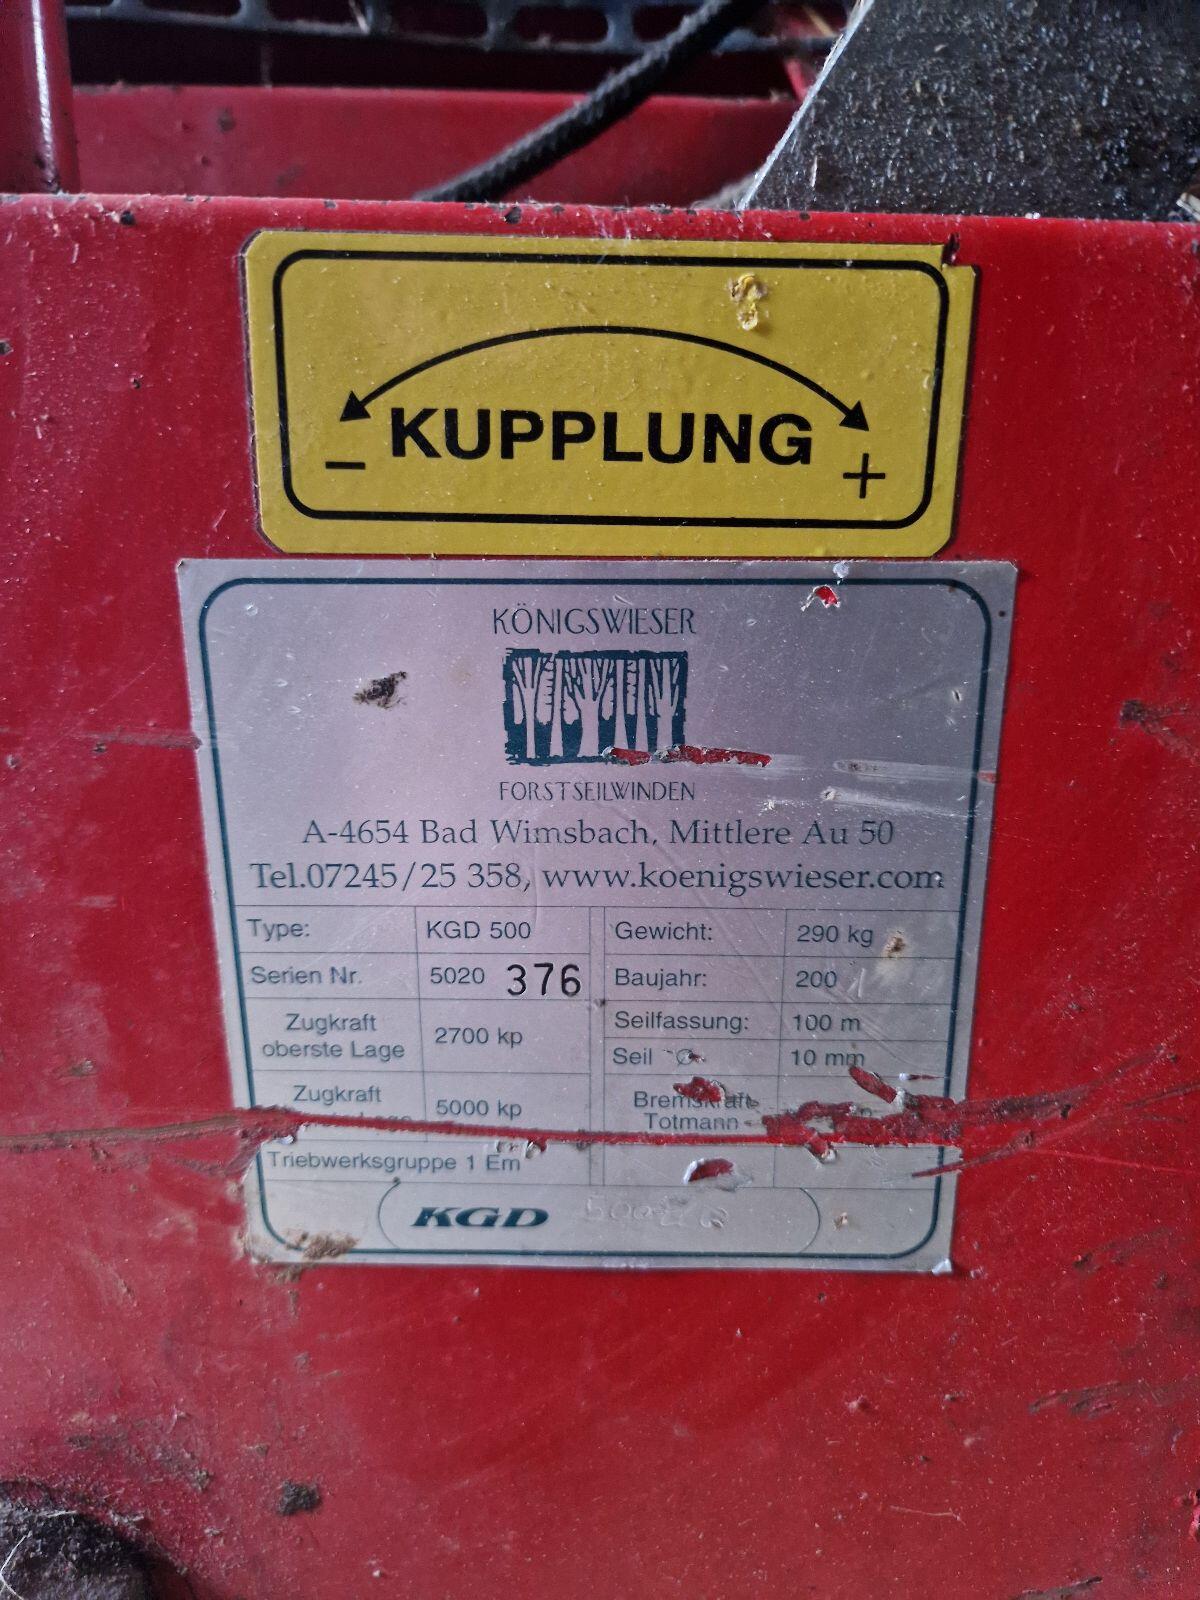 KUPPLUNG
- +
KÖNIGSWIESER
FORSTSEILWINDEN
A-4654 Bad Wimsbach, Mittlere Au 50
Tel.07245/25 358, www.koenigswieser.com
Type: KGD 500 Gewicht: 290 kg
Serien Nr. 5020 376 Baujahr: 200
Zugkraft
oberste Lage 2700 kp
Seilfassung: 100 m
Seil Ø 10 mm
Zugkraft
5000 kp
Bremskraft
Totmann
Triebwerksgruppe 1 Em
KGD